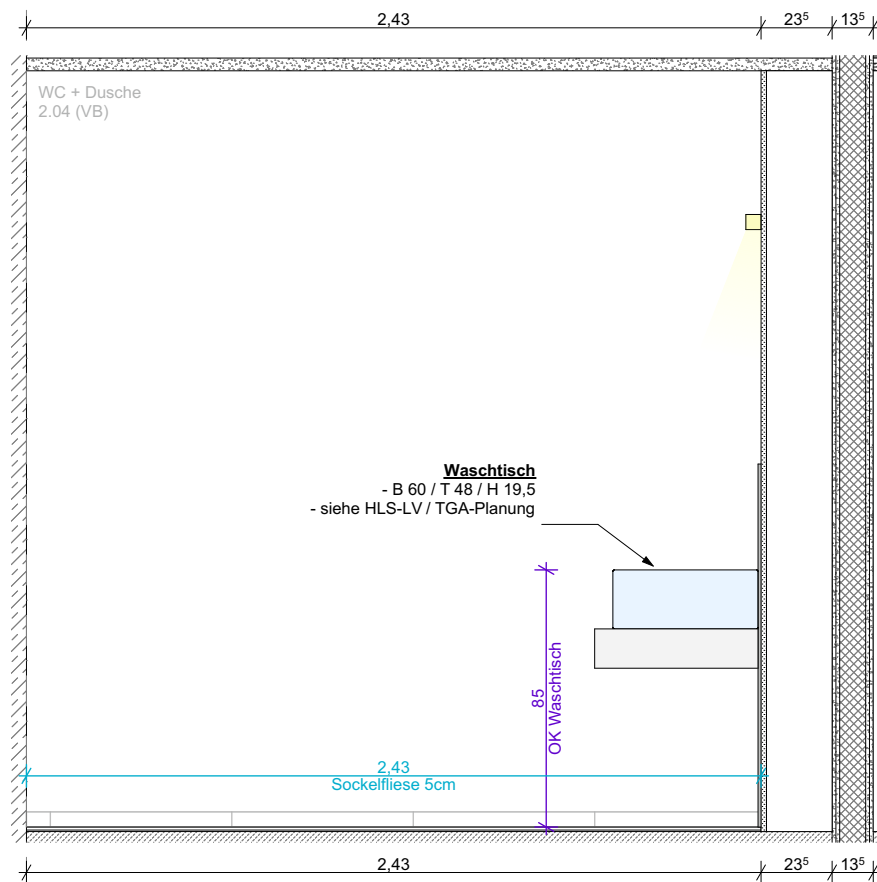 2,43 23⁵ 13⁵
WC + Dusche
2.04 (VB)
Waschtisch
- B 60 / T 48 / H 19,5
- siehe HLS-LV / TGA-Planung
85
OK Waschtisch
2,43
Sockelfliese 5cm
2,43 23⁵ 13⁵